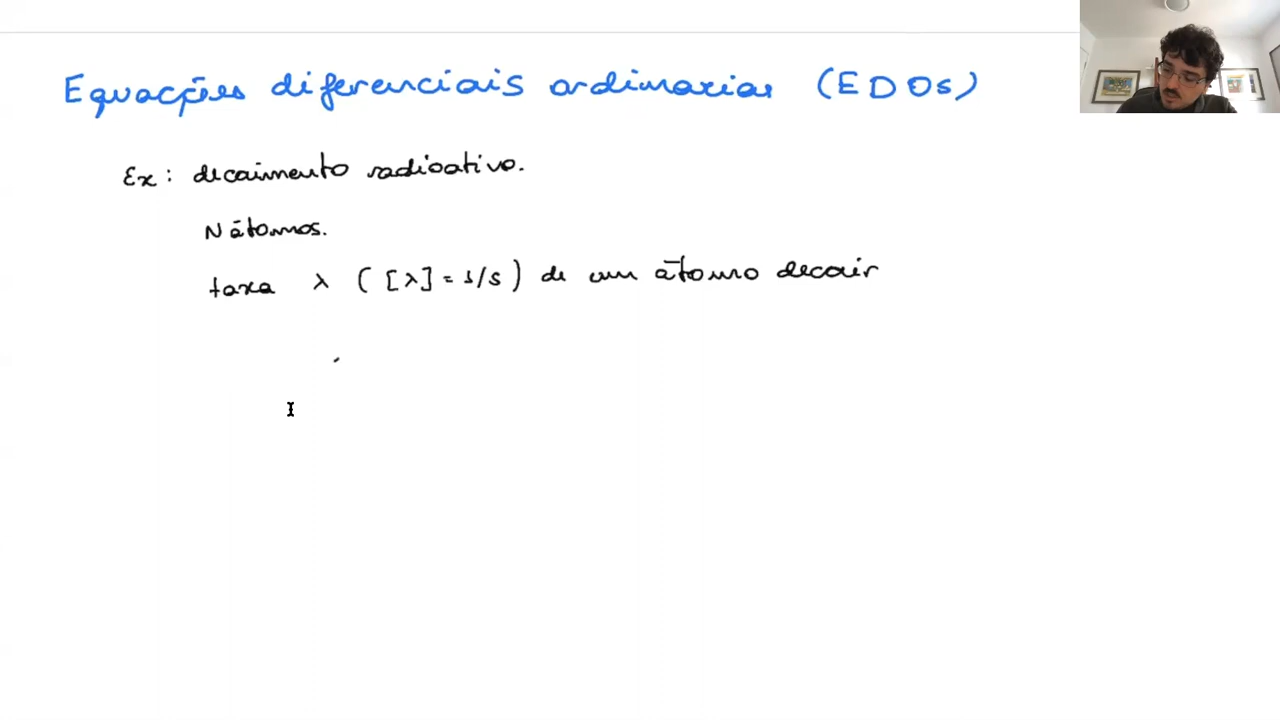 Equações diferenciais ordinarias (EDOs)
Ex: decaimento radioativo.
N átomos.
taxa λ ([λ] = 1/s) de um átomo decair